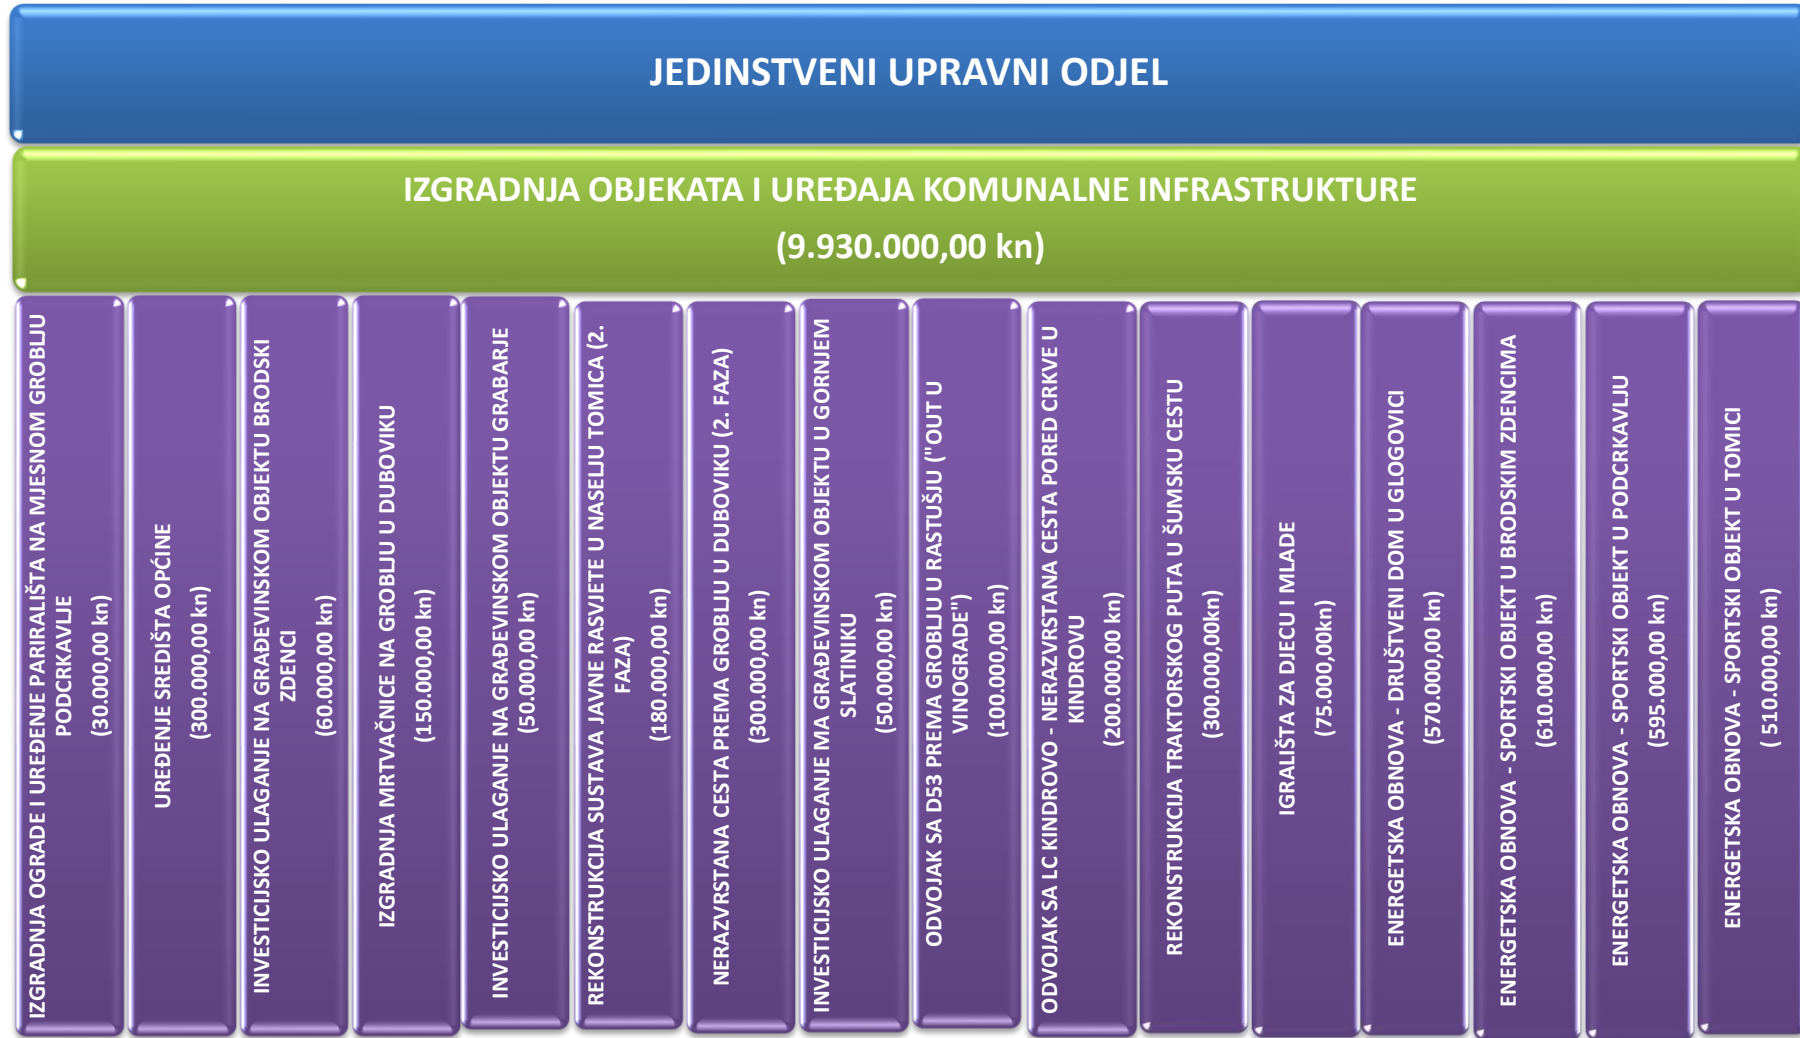 JEDINSTVENI UPRAVNI ODJEL
IZGRADNJA OBJEKATA I UREĐAJA KOMUNALNE INFRASTRUKTURE
(9.930.000,00 kn)
IZGRADNJA OGRADE I UREĐENJE PARIRALIŠTA NA MJESNOM GROBLJU
PODCRKAVLJE
(30.000,00 kn)
UREĐENJE SREDIŠTA OPĆINE
(300.000,00 kn)
INVESTICIJSKO ULAGANJE NA GRAĐEVINSKOM OBJEKTU BRODSKI
ZDENCI
(60.000,00 kn)
IZGRADNJA MRTVAČNICE NA GROBLJU U DUBOVIKU
(150.000,00 kn)
INVESTICIJSKO ULAGANJE NA GRAĐEVINSKOM OBJEKTU GRABARJE
(50.000,00 kn)
REKONSTRUKCIJA SUSTAVA JAVNE RASVJETE U NASELJU TOMICA (2.
FAZA)
(180.000,00 kn)
NERAZVRSTANA CESTA PREMA GROBLJU U DUBOVIKU (2. FAZA)
(300.000,00 kn)
INVESTICIJSKO ULAGANJE MA GRAĐEVINSKOM OBJEKTU U GORNJEM
SLATINIKU
(50.000,00 kn)
ODVOJAK SA D53 PREMA GROBLJU U RASTUŠJU ("OUT U
VINOGRADE")
(100.000,00 kn)
ODVOJAK SA LC KINDROVO - NERAZVRSTANA CESTA PORED CRKVE U
KINDROVU
(200.000,00 kn)
REKONSTRUKCIJA TRAKTORSKOG PUTA U ŠUMSKU CESTU
(300.000,00kn)
IGRALIŠTA ZA DJECU I MLADE
(75.000,00kn)
ENERGETSKA OBNOVA - DRUŠTVENI DOM U GLOGOVICI
(570.000,00 kn)
ENERGETSKA OBNOVA - SPORTSKI OBJEKT U BRODSKIM ZDENCIMA
(610.000,00 kn)
ENERGETSKA OBNOVA - SPORTSKI OBJEKT U PODCRKAVLJU
(595.000,00 kn)
ENERGETSKA OBNOVA - SPORTSKI OBJEKT U TOMICI
( 510.000,00 kn)